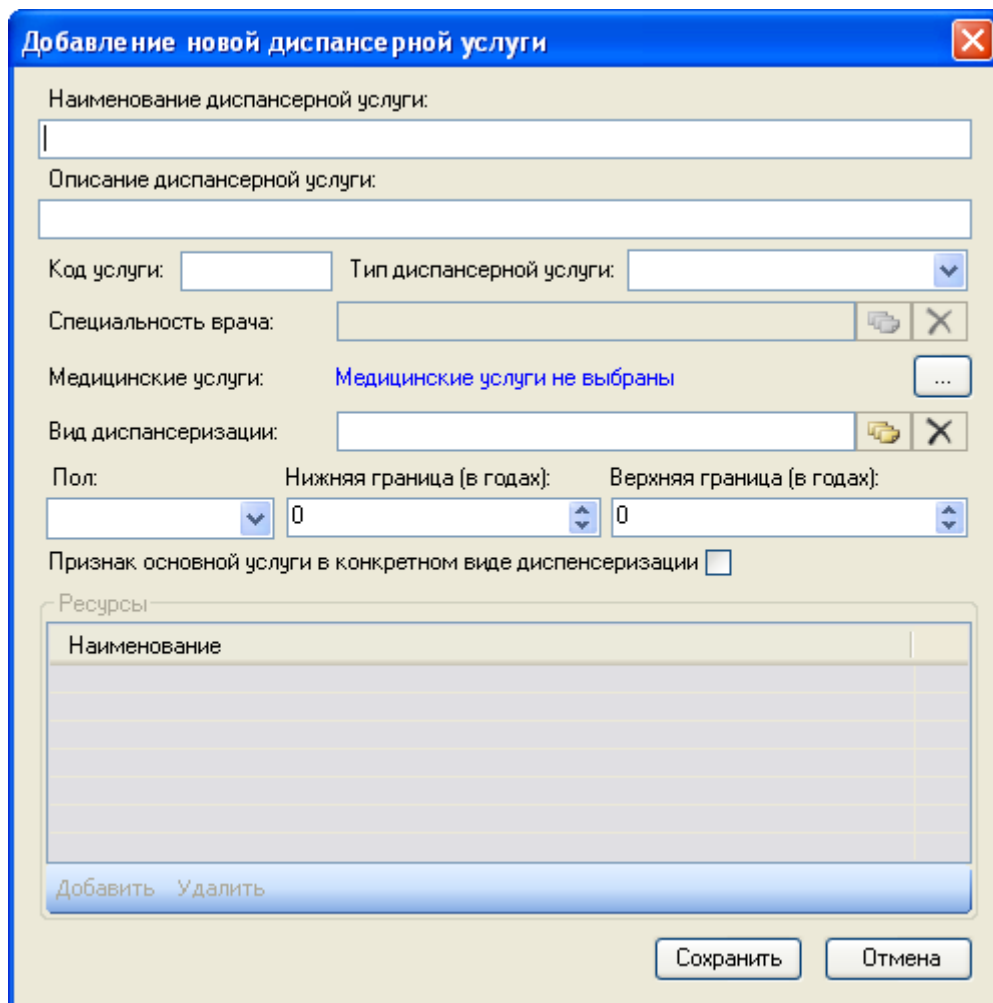 Добавление новой диспансерной услуги
Наименование диспансерной услуги:
Описание диспансерной услуги:
Код услуги: Тип диспансерной услуги:
Специальность врача:
Медицинские услуги: Медицинские услуги не выбраны ...
Вид диспансеризации:
Пол: Нижняя граница (в годах): Верхняя граница (в годах):
0 0
Признак основной услуги в конкретном виде диспенсеризации
Ресурсы
Наименование
Добавить Удалить
Сохранить Отмена